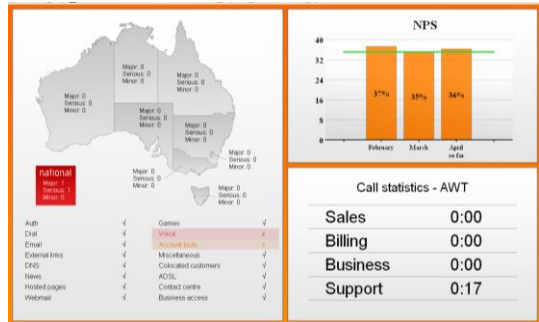 Major: 0
Serious: 0
Minor: 0
Major: 0
Serious: 0
Minor: 0
Major: 0
Serious: 0
Minor: 0
Major: 0
Serious: 0
Minor: 0
Major: 0
Serious: 0
Minor: 0
Major: 0
Serious: 0
Minor: 0
Major: 0
Serious: 0
Minor: 0
Major: 0
Serious: 0
Minor: 0
national
Major: 1
Serious: 1
Minor: 0
Auth √ Games √
Dial √ Voice x
Email √ Account tools x
External links √ Miscellaneous √
DNS √ Colocated customers √
News √ ADSL √
Hosted pages √ Contact centre √
Webmail √ Business access √
NPS
40
32
24
16
8
0
37% 35% 36%
February March April
so far
Call statistics - AWT
Sales 0:00
Billing 0:00
Business 0:00
Support 0:17